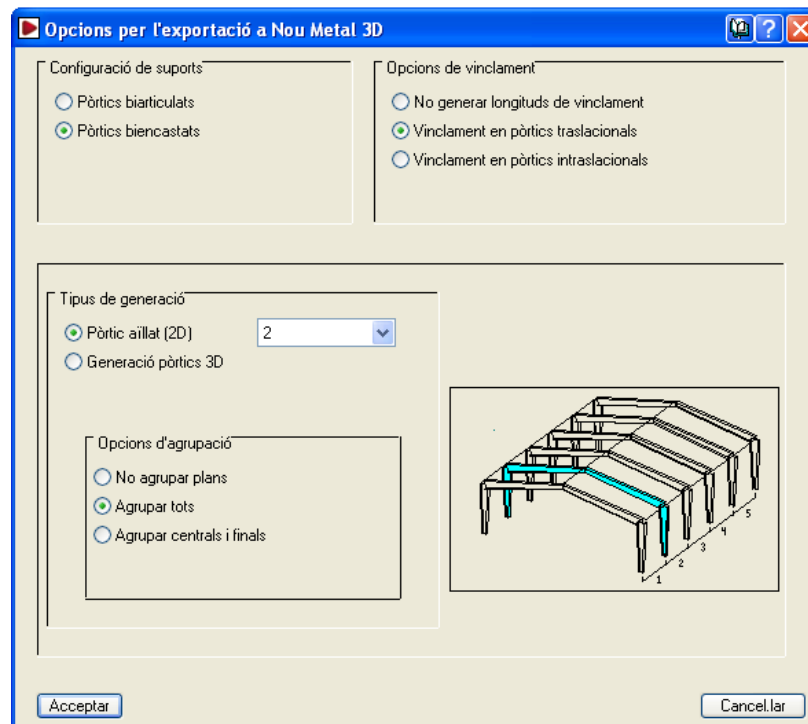 Opcions per l'exportació a Nou Metal 3D
Configuració de suports
Pòrtics biarticulats
Pòrtics biencastats
Opcions de vinclament
No generar longituds de vinclament
Vinclament en pòrtics traslacionals
Vinclament en pòrtics intraslacionals
Tipus de generació
Pòrtic aïllat (2D)
2
Generació pòrtics 3D
Opcions d'agrupació
No agrupar plans
Agrupar tots
Agrupar centrals i finals
1
2
3
4
5
Acceptar
Cancel.lar